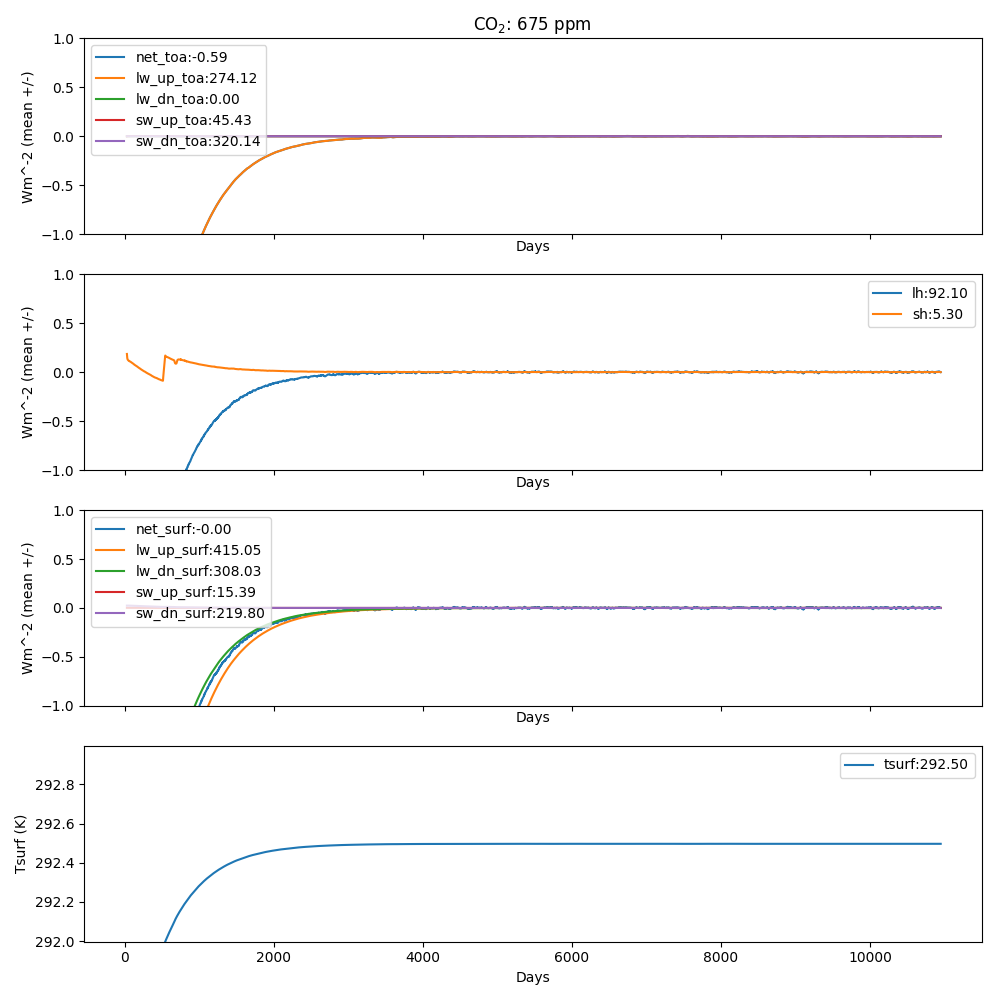 CO2: 675 ppm
1.0
0.5
0.0
−0.5
−1.0
Wm^-2 (mean +/-)
net_toa:-0.59
lw_up_toa:274.12
lw_dn_toa:0.00
sw_up_toa:45.43
sw_dn_toa:320.14
Days
1.0
0.5
0.0
−0.5
−1.0
Wm^-2 (mean +/-)
lh:92.10
sh:5.30
Days
1.0
0.5
0.0
−0.5
−1.0
Wm^-2 (mean +/-)
net_surf:-0.00
lw_up_surf:415.05
lw_dn_surf:308.03
sw_up_surf:15.39
sw_dn_surf:219.80
Days
292.8
292.6
292.4
292.2
292.0
Tsurf (K)
tsurf:292.50
0 2000 4000 6000 8000 10000
Days